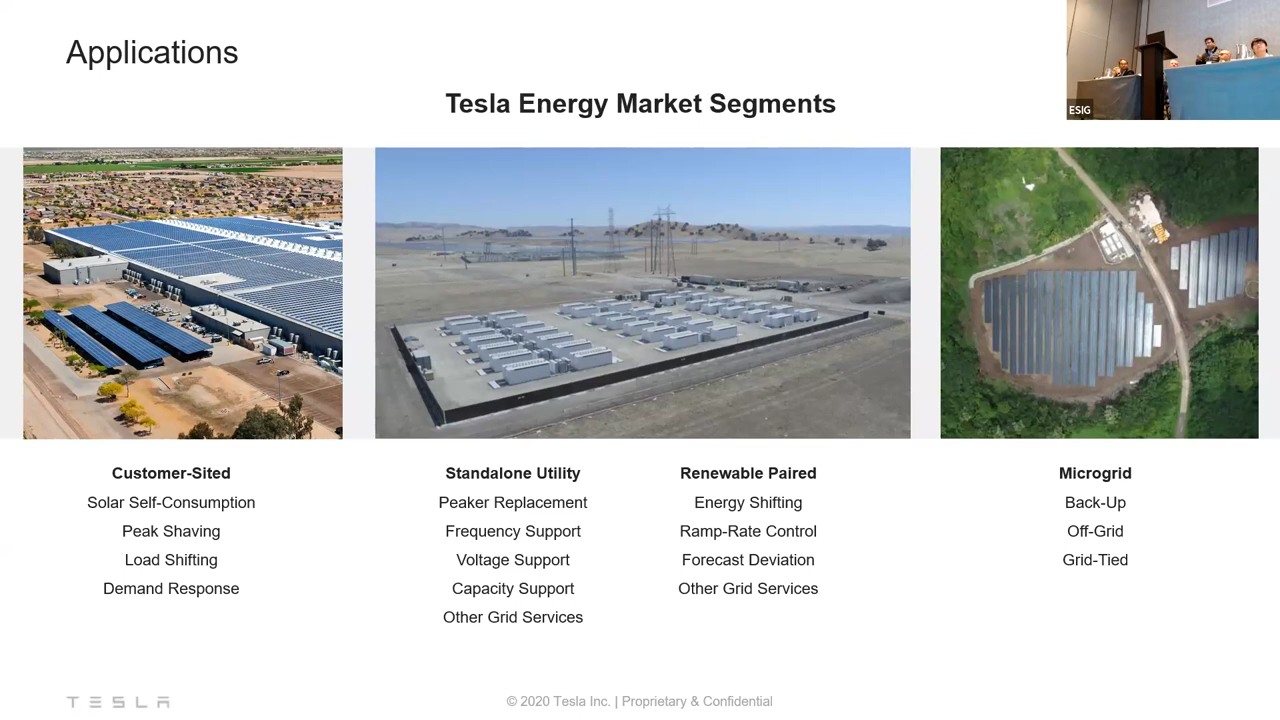 Applications
ESIG
Tesla Energy Market Segments
Customer-Sited
Solar Self-Consumption
Peak Shaving
Load Shifting
Demand Response
Standalone Utility
Peaker Replacement
Frequency Support
Voltage Support
Capacity Support
Other Grid Services
Renewable Paired
Energy Shifting
Ramp-Rate Control
Forecast Deviation
Other Grid Services
Microgrid
Back-Up
Off-Grid
Grid-Tied
TESLA
© 2020 Tesla Inc. | Proprietary & Confidential